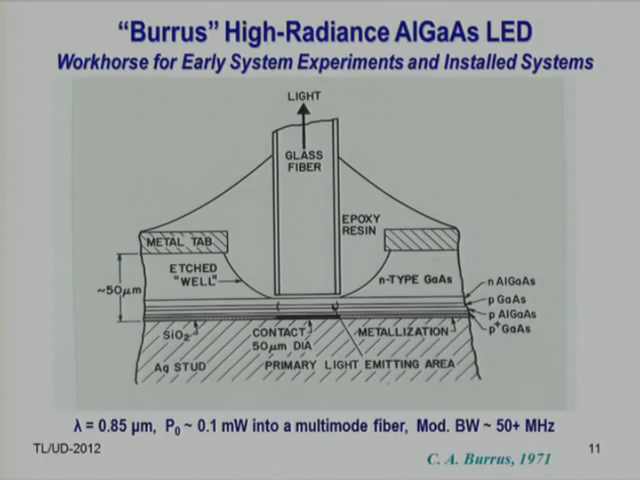 “Burrus” High-Radiance AlGaAs LED
Workhorse for Early System Experiments and Installed Systems
LIGHT
GLASS
FIBER
EPOXY
RESIN
METAL TAB
ETCHED
"WELL"
n-TYPE GaAs
n AlGaAs
~50μm
p GaAs
p AlGaAs
p+ GaAs
SiO2
CONTACT
50μm DIA
METALLIZATION
Ag STUD
PRIMARY LIGHT EMITTING AREA
λ = 0.85 μm, P0 ~ 0.1 mW into a multimode fiber, Mod. BW ~ 50+ MHz
TL/UD-2012
11
C. A. Burrus, 1971